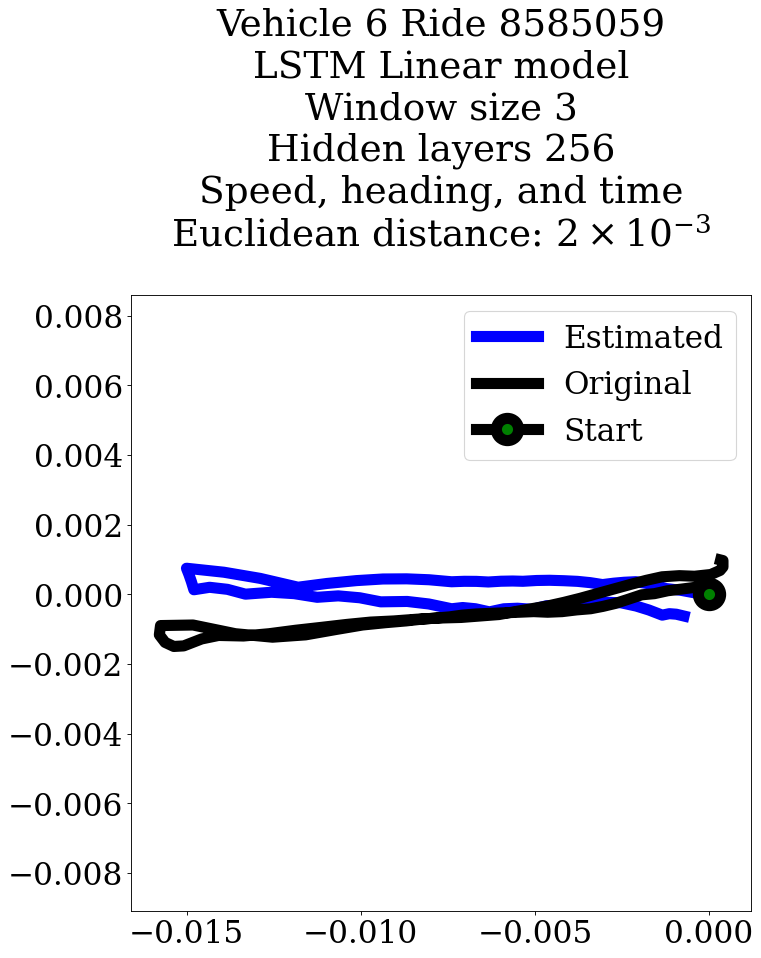 Vehicle 6 Ride 8585059
LSTM Linear model
Window size 3
Hidden layers 256
Speed, heading, and time
Euclidean distance: 2 × 10⁻³
Estimated
Original
Start
0.008
0.006
0.004
0.002
0.000
−0.002
−0.004
−0.006
−0.008
−0.015 −0.010 −0.005 0.000